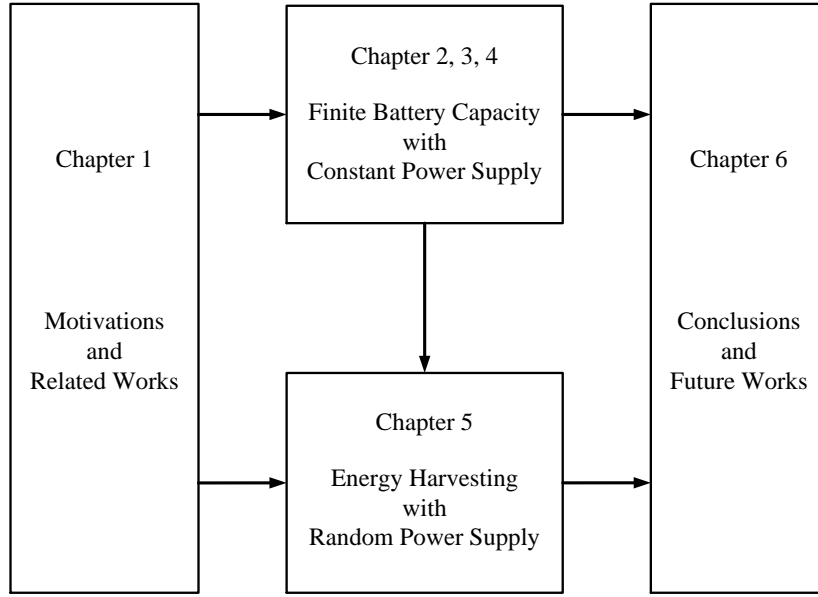 Chapter 1
Motivations
and
Related Works
Chapter 2, 3, 4
Finite Battery Capacity
with
Constant Power Supply
Chapter 5
Energy Harvesting
with
Random Power Supply
Chapter 6
Conclusions
and
Future Works